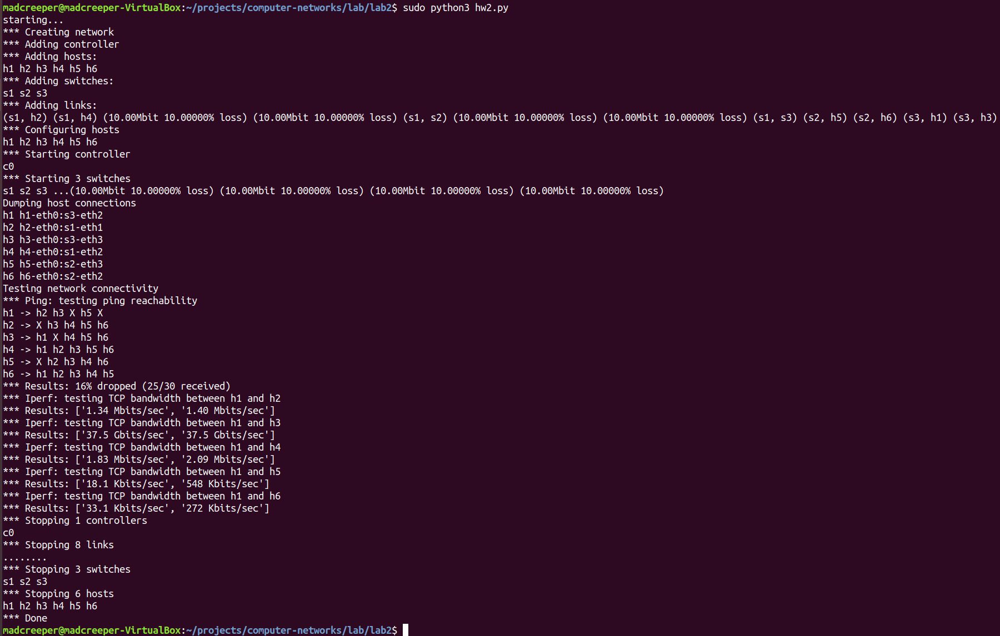 madcreeper@madcreeper-VirtualBox:~/projects/computer-networks/lab/lab2$ sudo python3 hw2.py
starting...
*** Creating network
*** Adding controller
*** Adding hosts:
h1 h2 h3 h4 h5 h6
*** Adding switches:
s1 s2 s3
*** Adding links:
(s1, h2) (s1, h4) (10.00Mbit 10.00000% loss) (10.00Mbit 10.00000% loss) (s1, s2) (10.00Mbit 10.00000% loss) (10.00Mbit 10.00000% loss) (s1, s3) (s2, h5) (s2, h6) (s3, h1) (s3, h3)
*** Configuring hosts
h1 h2 h3 h4 h5 h6
*** Starting controller
c0
*** Starting 3 switches
s1 s2 s3 ...(10.00Mbit 10.00000% loss) (10.00Mbit 10.00000% loss) (10.00Mbit 10.00000% loss) (10.00Mbit 10.00000% loss)
Dumping host connections
h1 h1-eth0:s3-eth2
h2 h2-eth0:s1-eth1
h3 h3-eth0:s3-eth3
h4 h4-eth0:s1-eth2
h5 h5-eth0:s2-eth3
h6 h6-eth0:s2-eth2
Testing network connectivity
*** Ping: testing ping reachability
h1 -> h2 h3 X h5 X
h2 -> X h3 h4 h5 h6
h3 -> h1 X h4 h5 h6
h4 -> h1 h2 h3 h5 h6
h5 -> X h2 h3 h4 h6
h6 -> h1 h2 h3 h4 h5
*** Results: 16% dropped (25/30 received)
*** Iperf: testing TCP bandwidth between h1 and h2
*** Results: ['1.34 Mbits/sec', '1.40 Mbits/sec']
*** Iperf: testing TCP bandwidth between h1 and h3
*** Results: ['37.5 Gbits/sec', '37.5 Gbits/sec']
*** Iperf: testing TCP bandwidth between h1 and h4
*** Results: ['1.83 Mbits/sec', '2.09 Mbits/sec']
*** Iperf: testing TCP bandwidth between h1 and h5
*** Results: ['18.1 Kbits/sec', '548 Kbits/sec']
*** Iperf: testing TCP bandwidth between h1 and h6
*** Results: ['33.1 Kbits/sec', '272 Kbits/sec']
*** Stopping 1 controllers
c0
*** Stopping 8 links
........
*** Stopping 3 switches
s1 s2 s3
*** Stopping 6 hosts
h1 h2 h3 h4 h5 h6
*** Done
madcreeper@madcreeper-VirtualBox:~/projects/computer-networks/lab/lab2$